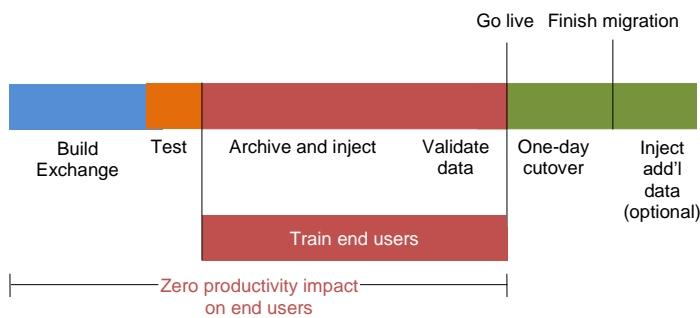 Go live Finish migration
Build
Exchange
Test
Archive and inject
Validate
data
One-day
cutover
Inject
add'l
data
(optional)
Train end users
Zero productivity impact
on end users